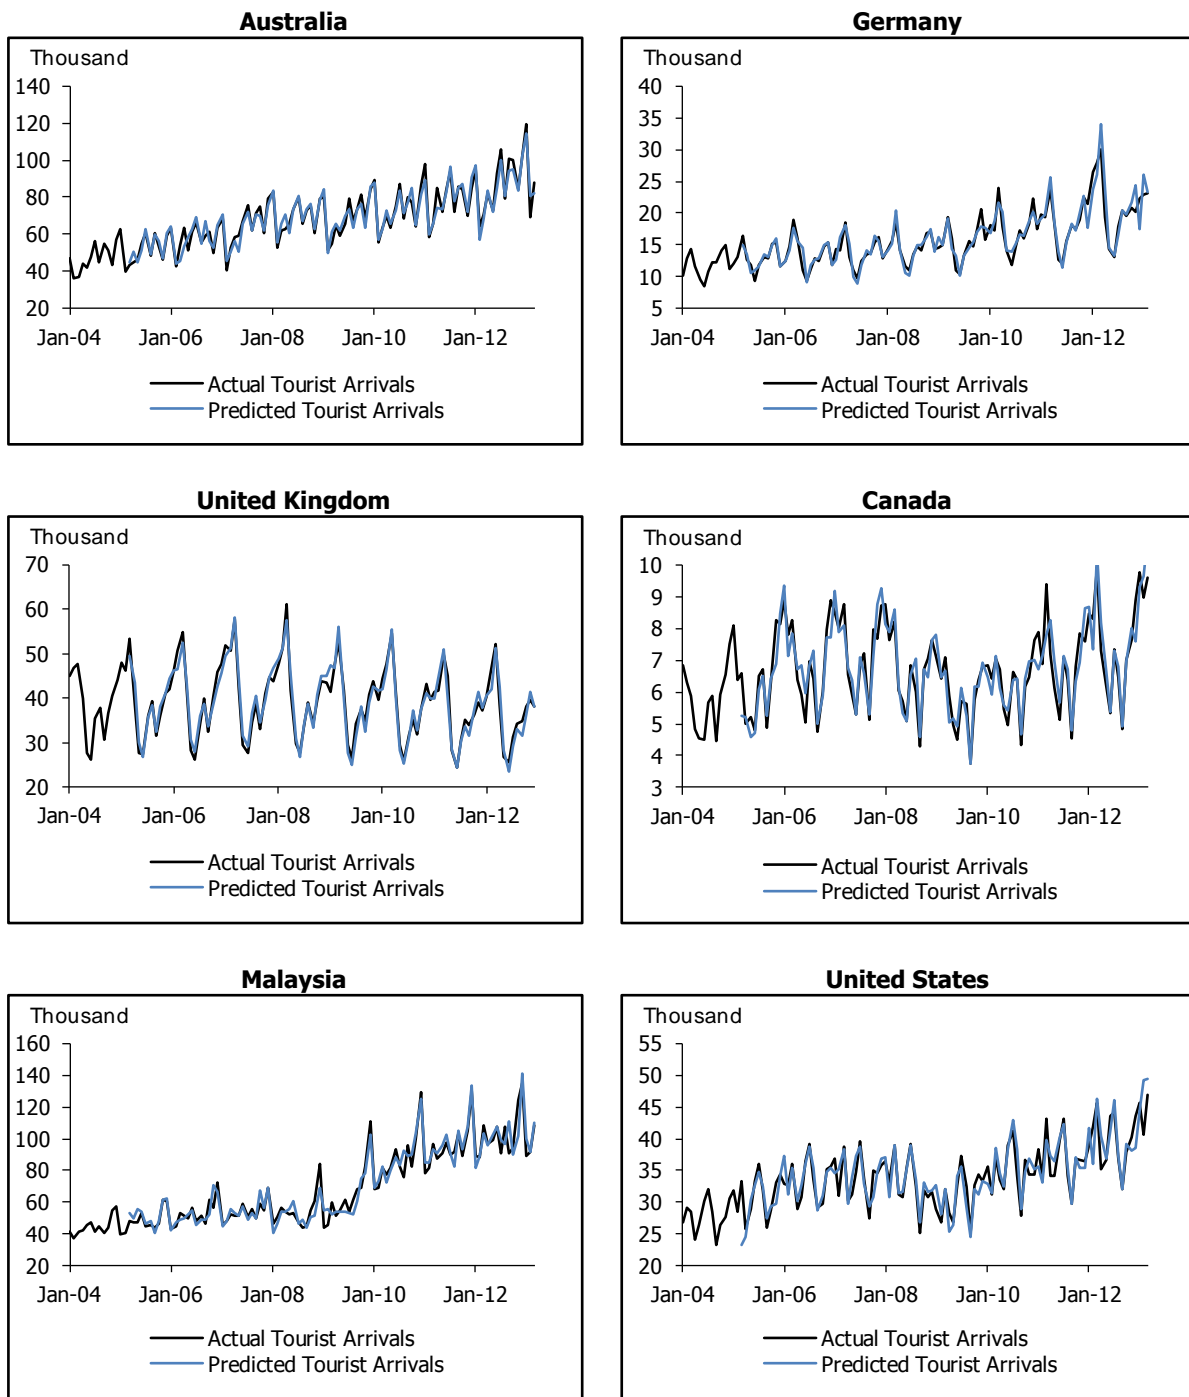 Australia
Thousand
140
120
100
80
60
40
20
Jan-04 Jan-06 Jan-08 Jan-10 Jan-12
Actual Tourist Arrivals
Predicted Tourist Arrivals
Germany
Thousand
40
35
30
25
20
15
10
5
Jan-04 Jan-06 Jan-08 Jan-10 Jan-12
Actual Tourist Arrivals
Predicted Tourist Arrivals
United Kingdom
Thousand
70
60
50
40
30
20
Jan-04 Jan-06 Jan-08 Jan-10 Jan-12
Actual Tourist Arrivals
Predicted Tourist Arrivals
Canada
Thousand
10
9
8
7
6
5
4
3
Jan-04 Jan-06 Jan-08 Jan-10 Jan-12
Actual Tourist Arrivals
Predicted Tourist Arrivals
Malaysia
Thousand
160
140
120
100
80
60
40
20
Jan-04 Jan-06 Jan-08 Jan-10 Jan-12
Actual Tourist Arrivals
Predicted Tourist Arrivals
United States
Thousand
55
50
45
40
35
30
25
20
Jan-04 Jan-06 Jan-08 Jan-10 Jan-12
Actual Tourist Arrivals
Predicted Tourist Arrivals